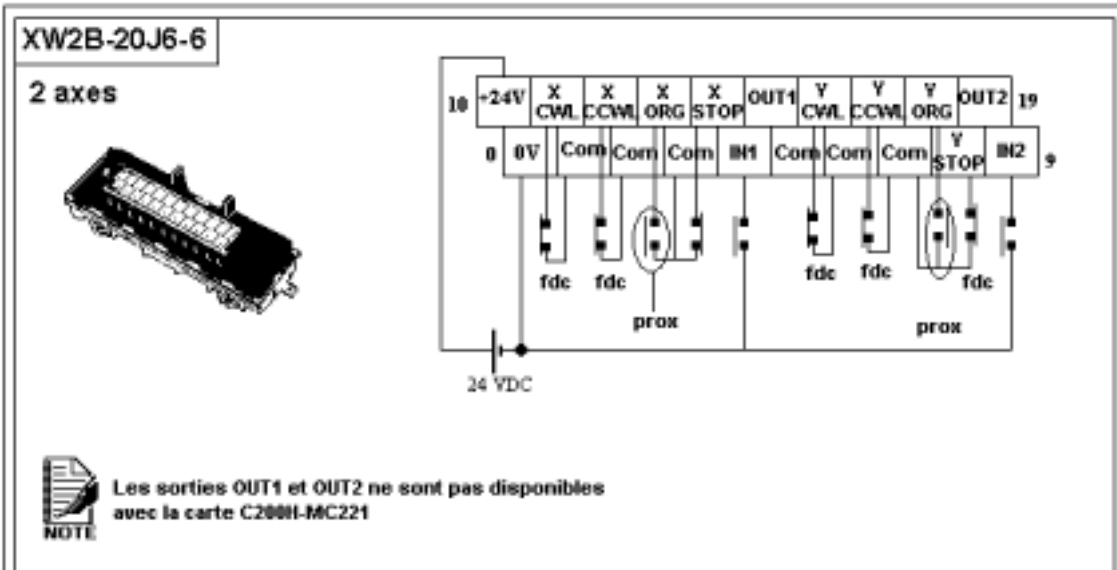 XW2B-20J6-6
2 axes
10 +24V X CWL X CCWL X ORG X STOP OUT1 Y CWL Y CCWL Y ORG OUT2 19
0 0V Com Com Com IN1 Com Com Com Y STOP IN2 9
fdc fdc fdc fdc fdc
prox prox
24 VDC
Les sorties OUT1 et OUT2 ne sont pas disponibles
avec la carte C200H-MC221
NOTE